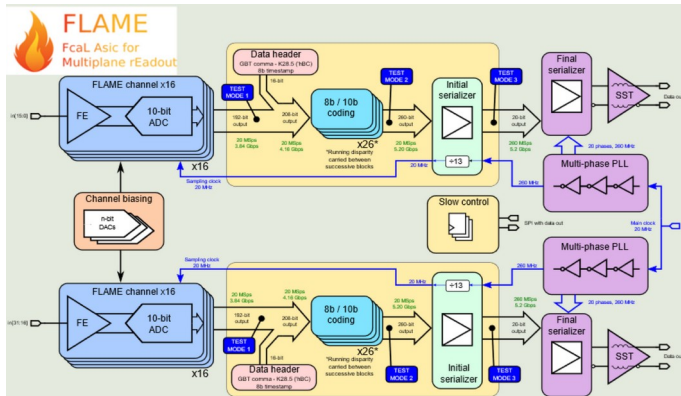 FLAME
FcaL Asic for
Multiplane rEadout
FLAME channel x16
FE
10-bit
ADC
x16
In[15:0]
TEST
MODE 1
192-bit
output
20 MSps
3.84 Gbps
Data header
GBT comma - K28.5 (%BC)
8b timestamp
16-bit
208-bit
output
20 MSps
4.16 Gbps
8b / 10b
coding
x26*
*Running disparity
carried between
successive blocks
TEST
MODE 2
260-bit
output
20 MSps
5.20 Gbps
Initial
serializer
÷13
TEST
MODE 3
20-bit
output
260 MSps
5.2 Gbps
Final
serializer
SST
Data ou
Sampling clock
20 MHz
20 MHz
260 MHz
20 phases, 260 MHz
Multi-phase PLL
Channel biasing
n-bit
DACs
Slow control
SPI with data out
Main clock
20 MHz
Multi-phase PLL
FLAME channel x16
FE
10-bit
ADC
x16
In[31:16]
Sampling clock
20 MHz
20 MHz
260 MHz
20 phases, 260 MHz
20 MSps
3.84 Gbps
192-bit
output
TEST
MODE 1
20 MSps
4.16 Gbps
208-bit
output
16-bit
Data header
GBT comma - K28.5 (%BC)
8b timestamp
8b / 10b
coding
x26*
*Running disparity
carried between
successive blocks
20 MSps
5.20 Gbps
260-bit
output
TEST
MODE 2
÷13
Initial
serializer
260 MSps
5.2 Gbps
20-bit
output
TEST
MODE 3
Final
serializer
SST
Data ou